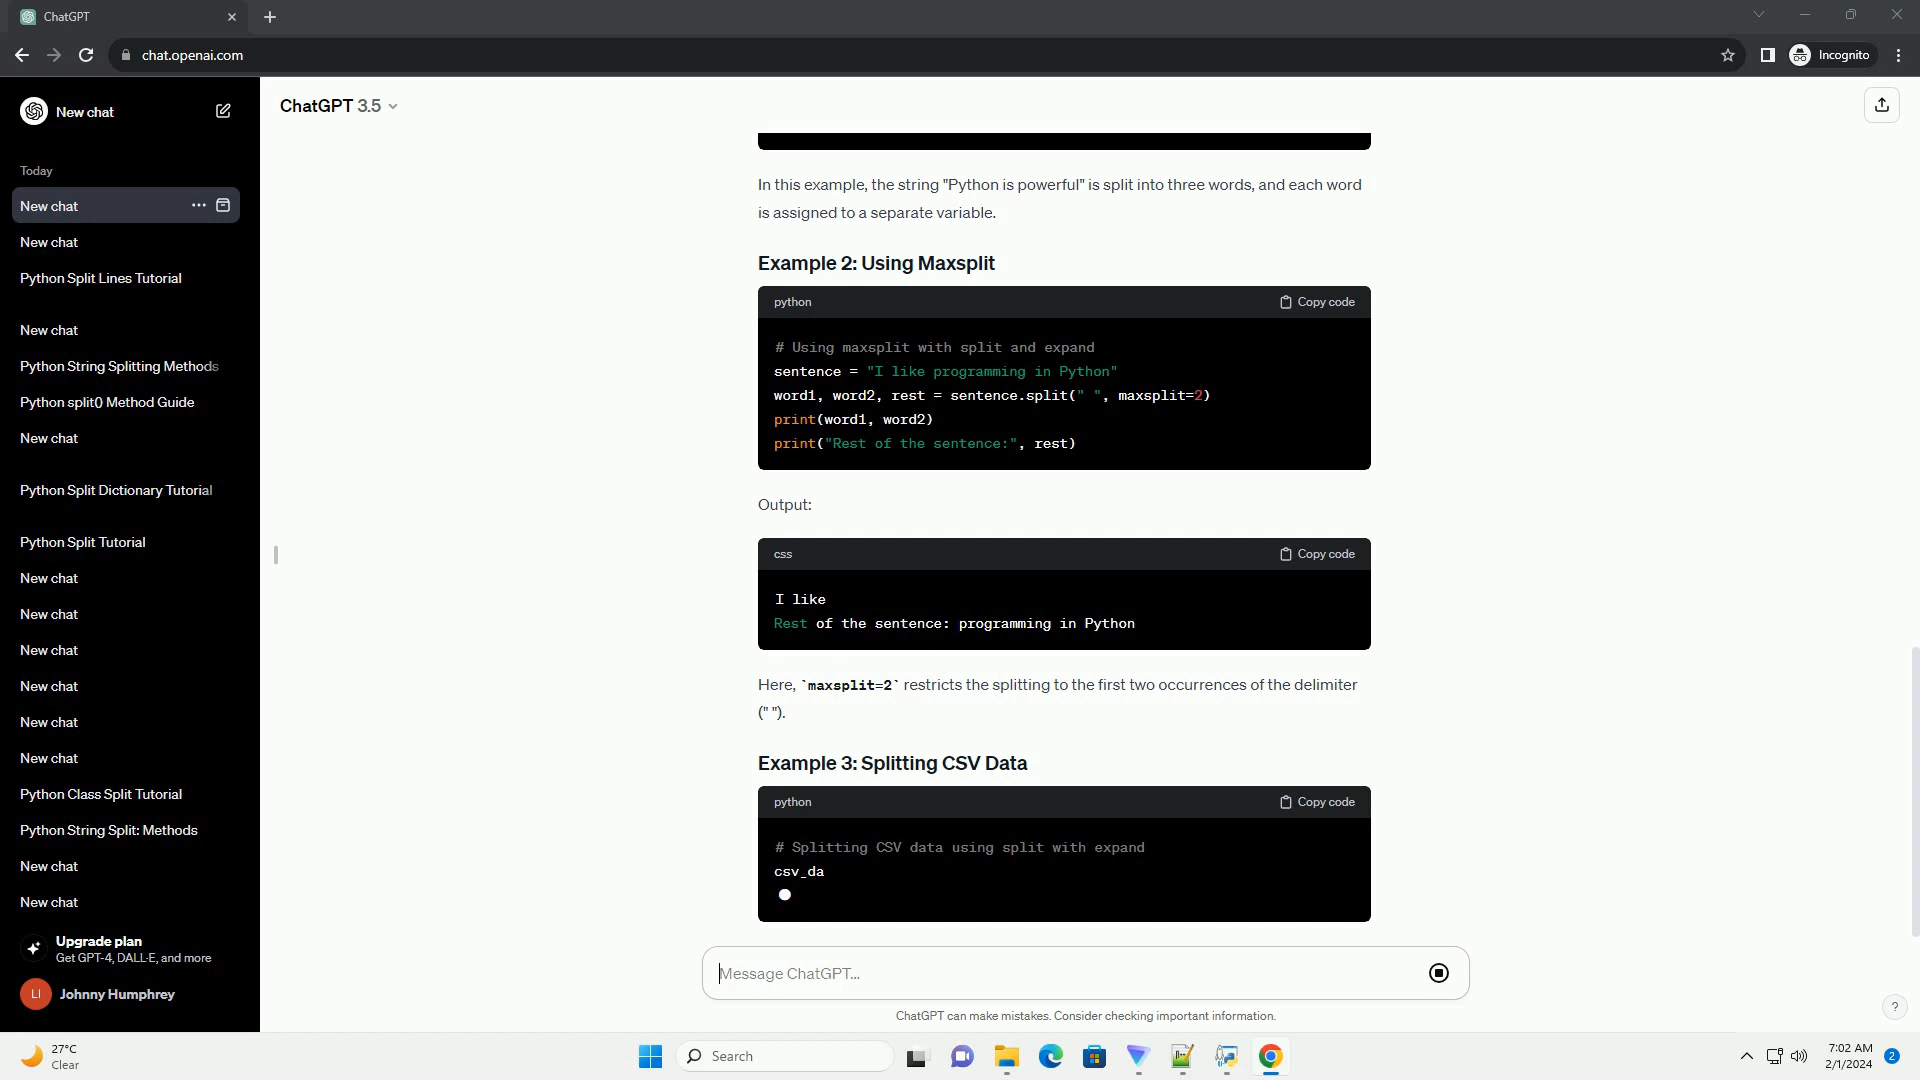 ChatGPT
chat.openai.com
Incognito
New chat
Today
New chat
New chat
Python Split Lines Tutorial
New chat
Python String Splitting Methods
Python split() Method Guide
New chat
Python Split Dictionary Tutorial
Python Split Tutorial
New chat
New chat
New chat
New chat
New chat
New chat
Python Class Split Tutorial
Python String Split: Methods
New chat
New chat
Upgrade plan
Get GPT-4, DALL·E, and more
LI
Johnny Humphrey
ChatGPT 3.5
In this example, the string "Python is powerful" is split into three words, and each word
is assigned to a separate variable.
Example 2: Using Maxsplit
python
Copy code
# Using maxsplit with split and expand
sentence = "I like programming in Python"
word1, word2, rest = sentence.split(" ", maxsplit=2)
print(word1, word2)
print("Rest of the sentence:", rest)
Output:
css
Copy code
I like
Rest of the sentence: programming in Python
Here, `maxsplit=2` restricts the splitting to the first two occurrences of the delimiter
(" ").
Example 3: Splitting CSV Data
python
Copy code
# Splitting CSV data using split with expand
csv_da
Message ChatGPT...
ChatGPT can make mistakes. Consider checking important information.
?
27°C
Clear
Search
7:02 AM
2/1/2024
2